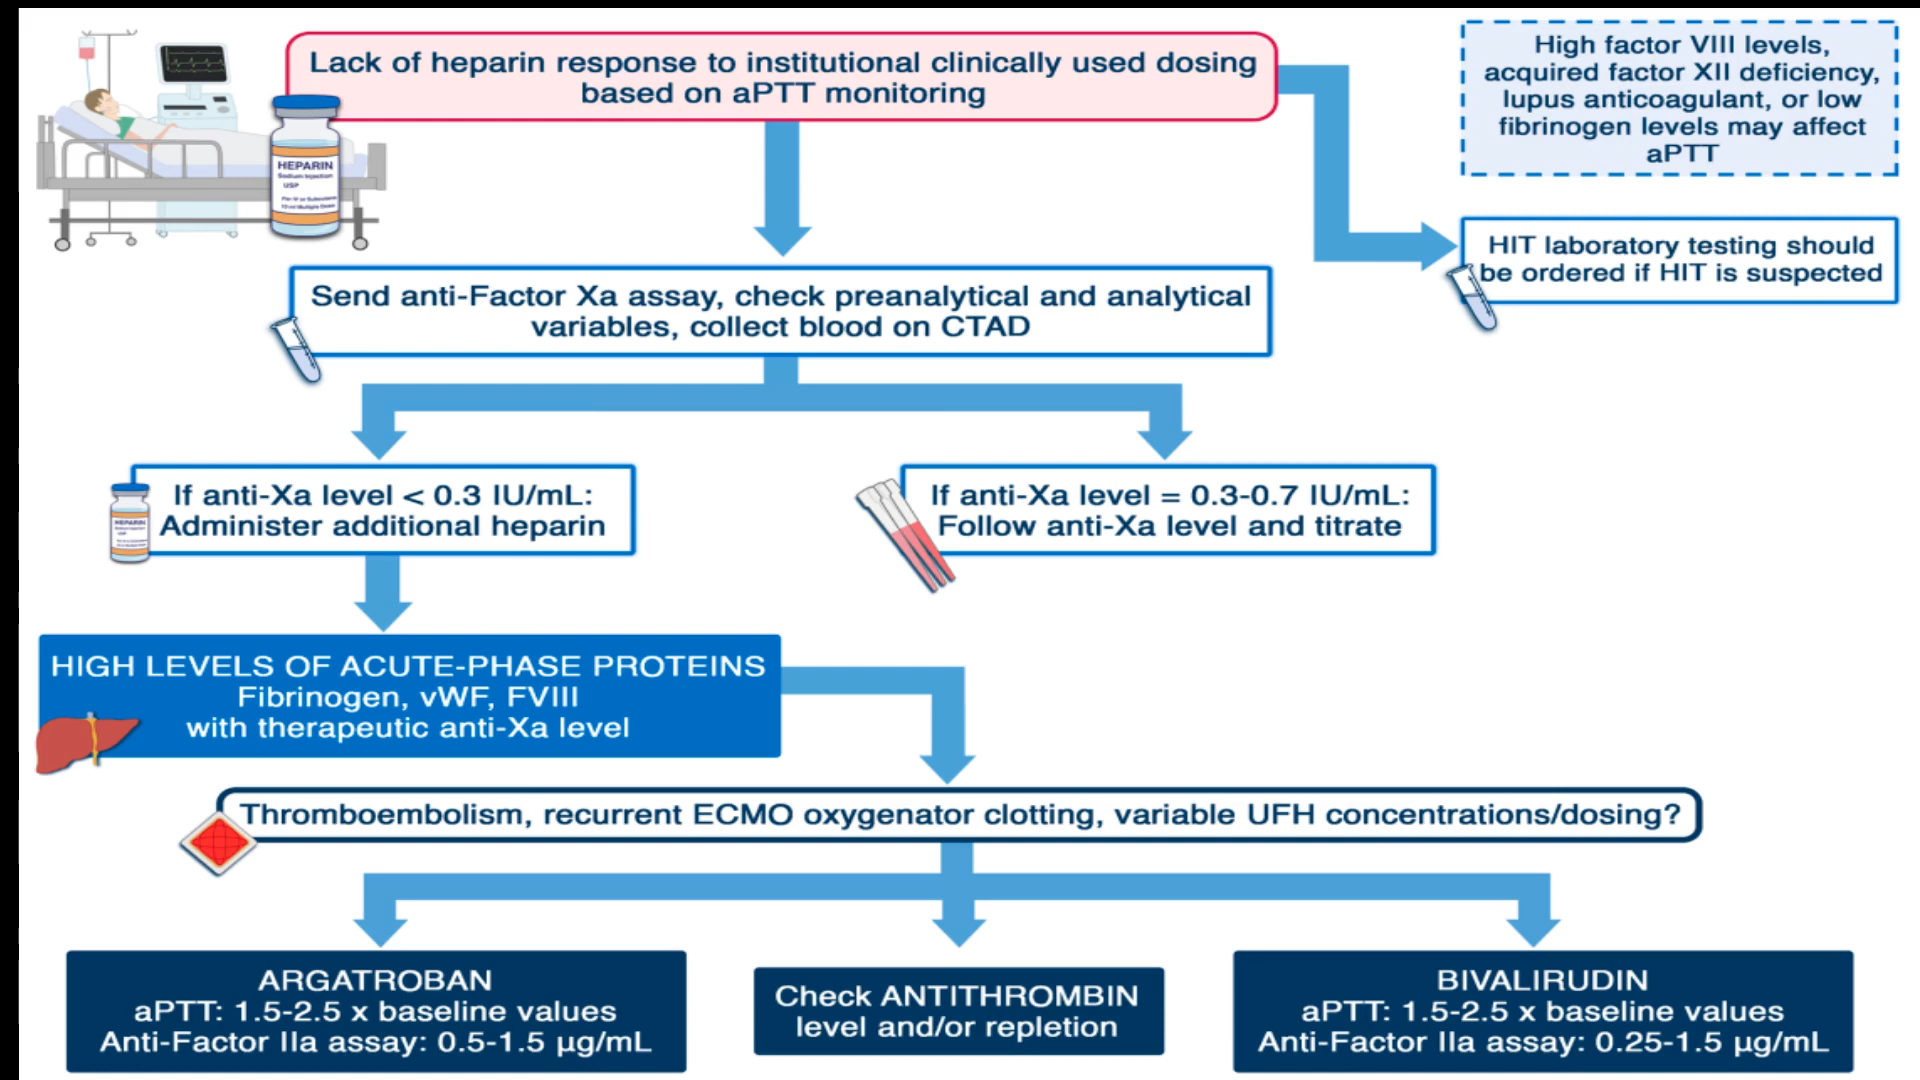 Lack of heparin response to institutional clinically used dosing
based on aPTT monitoring
High factor VIII levels,
acquired factor XII deficiency,
lupus anticoagulant, or low
fibrinogen levels may affect
aPTT
HEPARIN
Sodium Injection
USP
HIT laboratory testing should
be ordered if HIT is suspected
Send anti-Factor Xa assay, check preanalytical and analytical
variables, collect blood on CTAD
If anti-Xa level < 0.3 IU/mL:
Administer additional heparin
HEPARIN
If anti-Xa level = 0.3-0.7 IU/mL:
Follow anti-Xa level and titrate
HIGH LEVELS OF ACUTE-PHASE PROTEINS
Fibrinogen, vWF, FVIII
with therapeutic anti-Xa level
Thromboembolism, recurrent ECMO oxygenator clotting, variable UFH concentrations/dosing?
ARGATROBAN
aPTT: 1.5-2.5 x baseline values
Anti-Factor IIa assay: 0.5-1.5 µg/mL
Check ANTITHROMBIN
level and/or repletion
BIVALIRUDIN
aPTT: 1.5-2.5 x baseline values
Anti-Factor IIa assay: 0.25-1.5 µg/mL